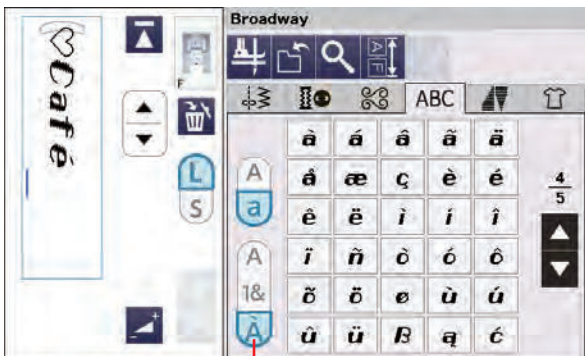 Broadway
♡Café
F
L
S
A F
ABC
A
a
A
1&
À
à á â ã ä
å æ ç è é
ê ë ì í î
ï ñ ò ó ô
õ ö ø ù ú
û ü ß ą ć
4
5